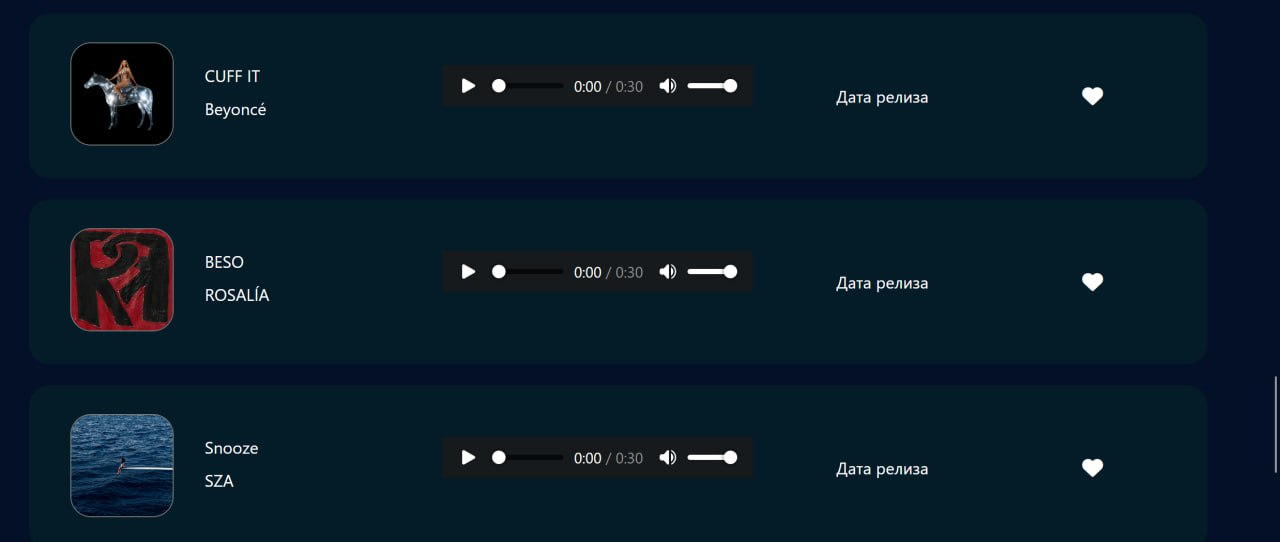 CUFF IT
Beyoncé
0:00 / 0:30
Дата релиза
BESO
ROSALÍA
0:00 / 0:30
Дата релиза
Snooze
SZA
0:00 / 0:30
Дата релиза